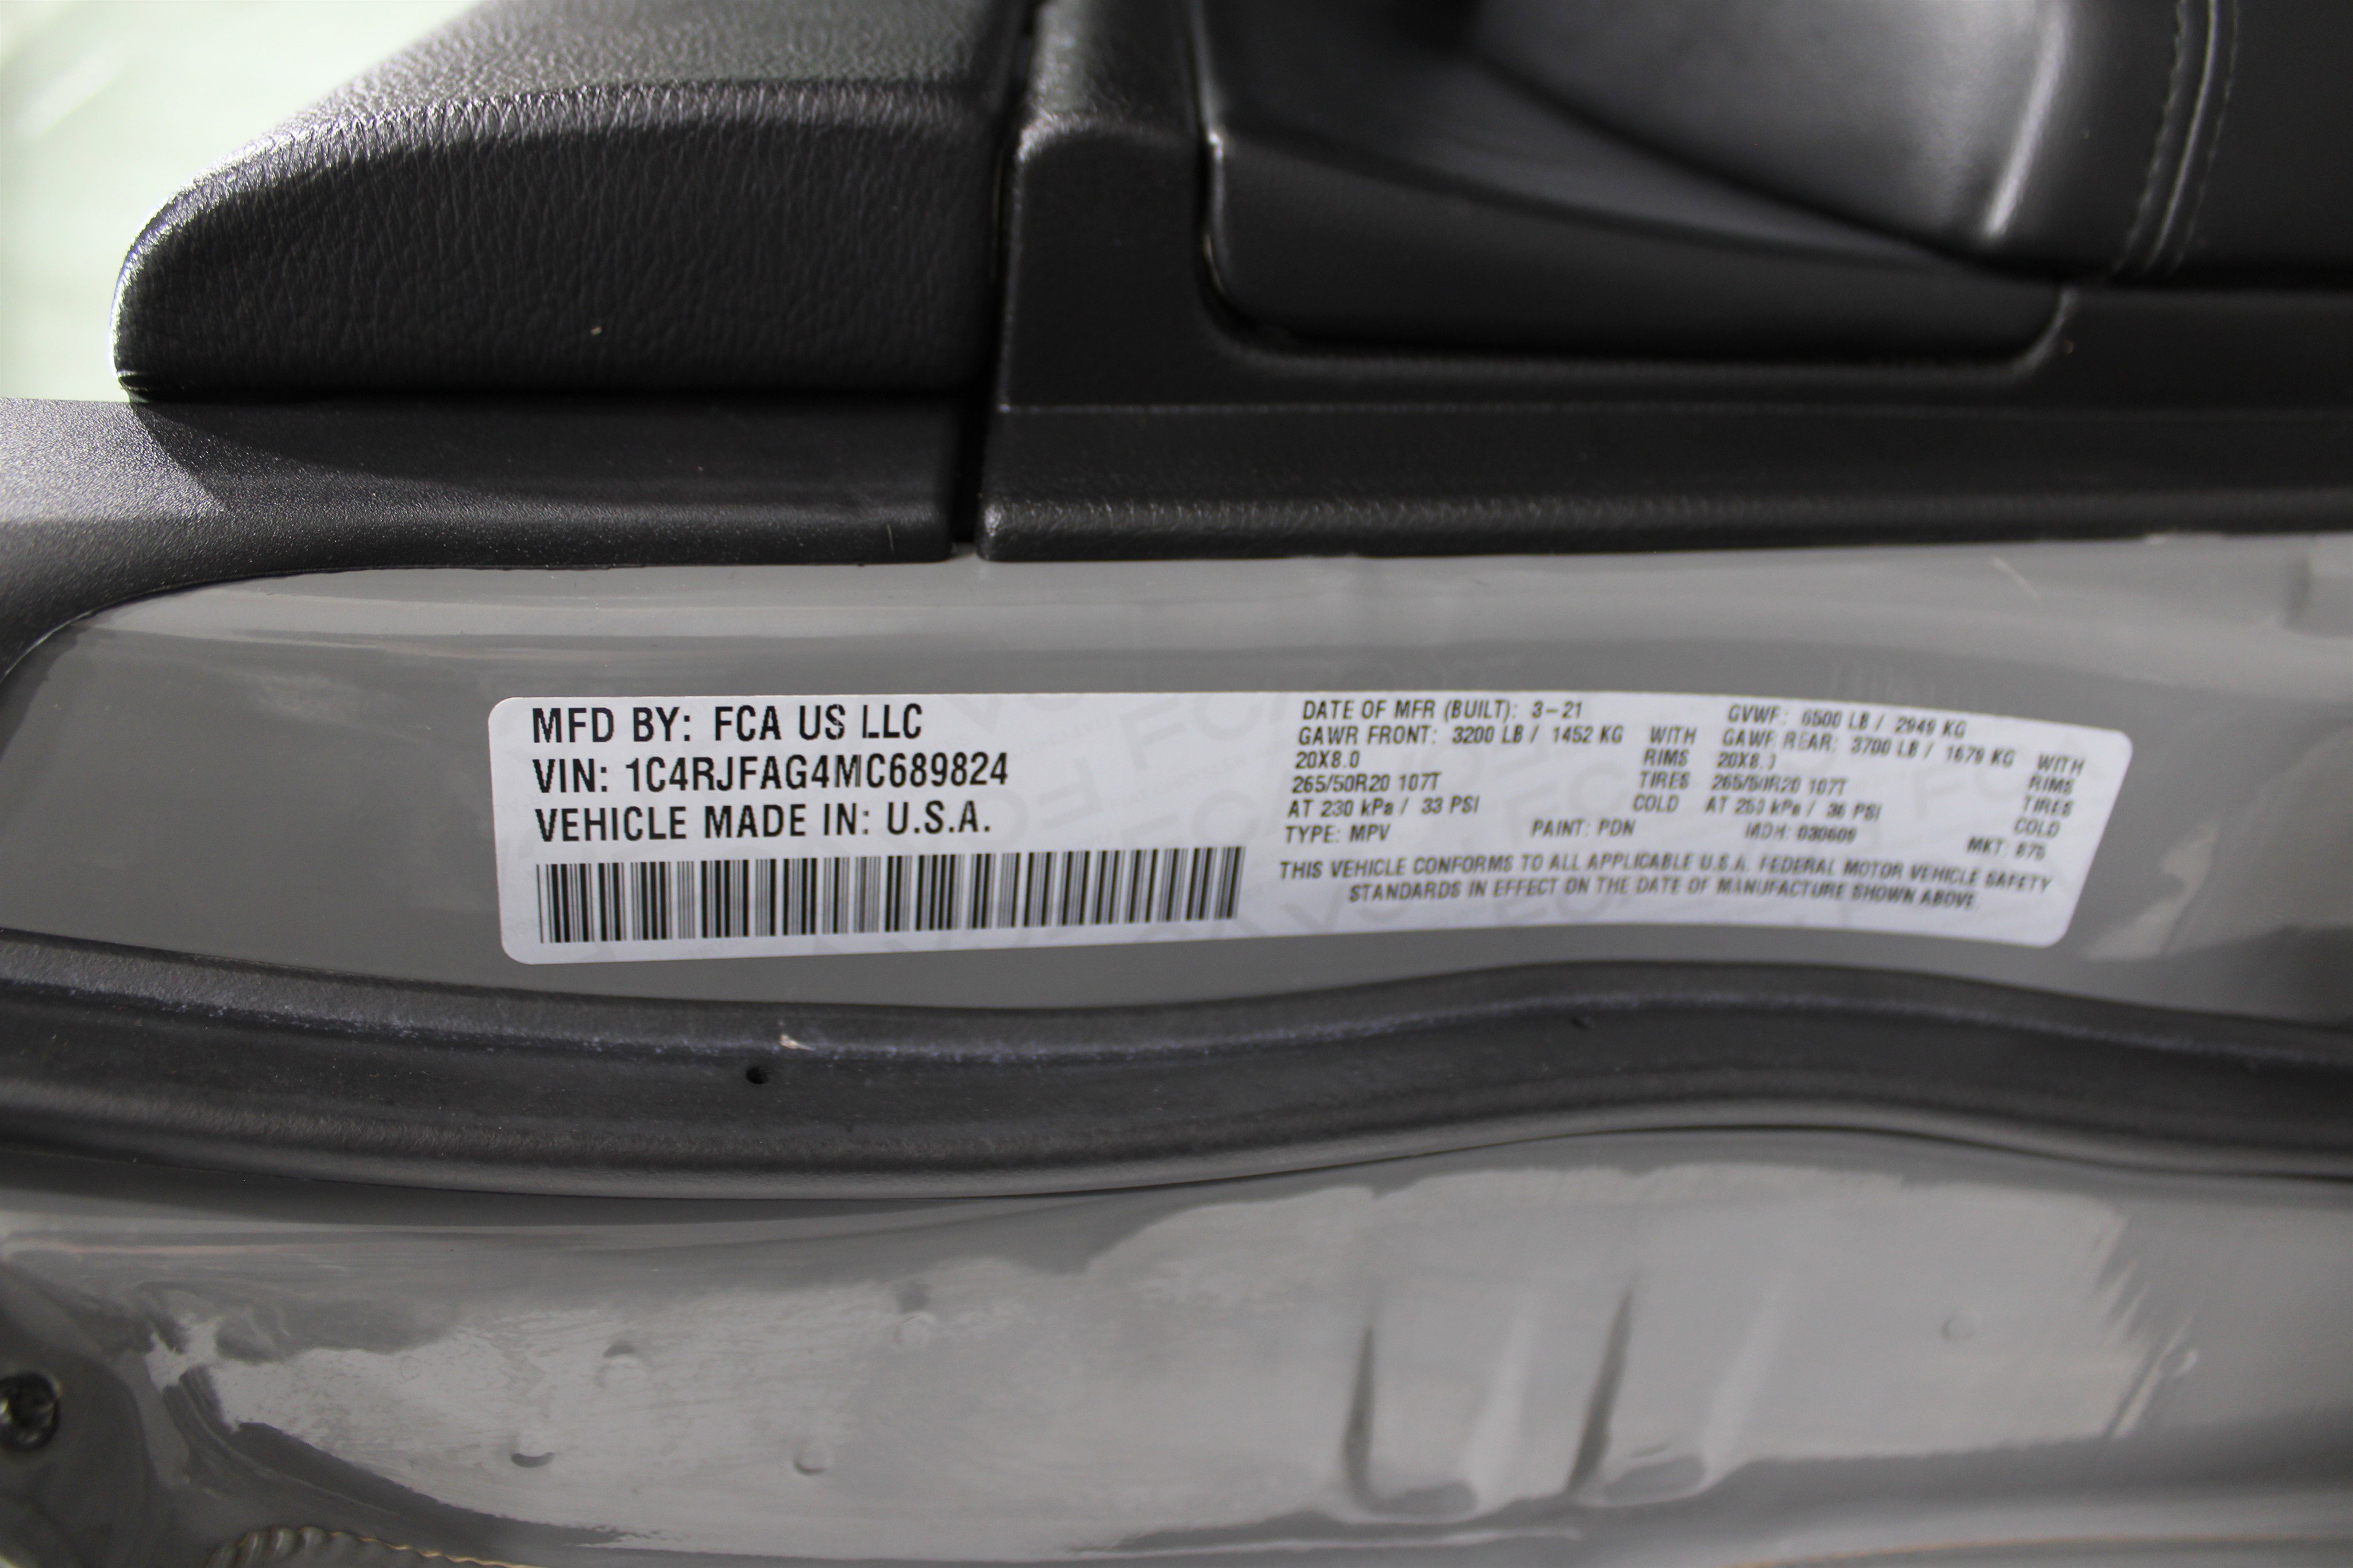 MFD BY: FCA US LLC
VIN: 1C4RJFAG4MC689824
VEHICLE MADE IN: U.S.A.
DATE OF MFR (BUILT): 3-21
GAWR FRONT: 3200 LB / 1452 KG WITH
20X8.0 RIMS
265/50R20 107T TIRES
AT 230 kPa / 33 PSI COLD
TYPE: MPV PAINT: PDN
6500 LB / 2949 KG
GAWR REAR: 3700 LB / 1679 KG WITH
RIMS
265/50R20 107T TIRES
AT 250 kPa / 36 PSI COLD
MKT:
THIS VEHICLE CONFORMS TO ALL APPLICABLE U.S.A. FEDERAL MOTOR VEHICLE SAFETY
STANDARDS IN EFFECT ON THE DATE OF MANUFACTURE SHOWN ABOVE